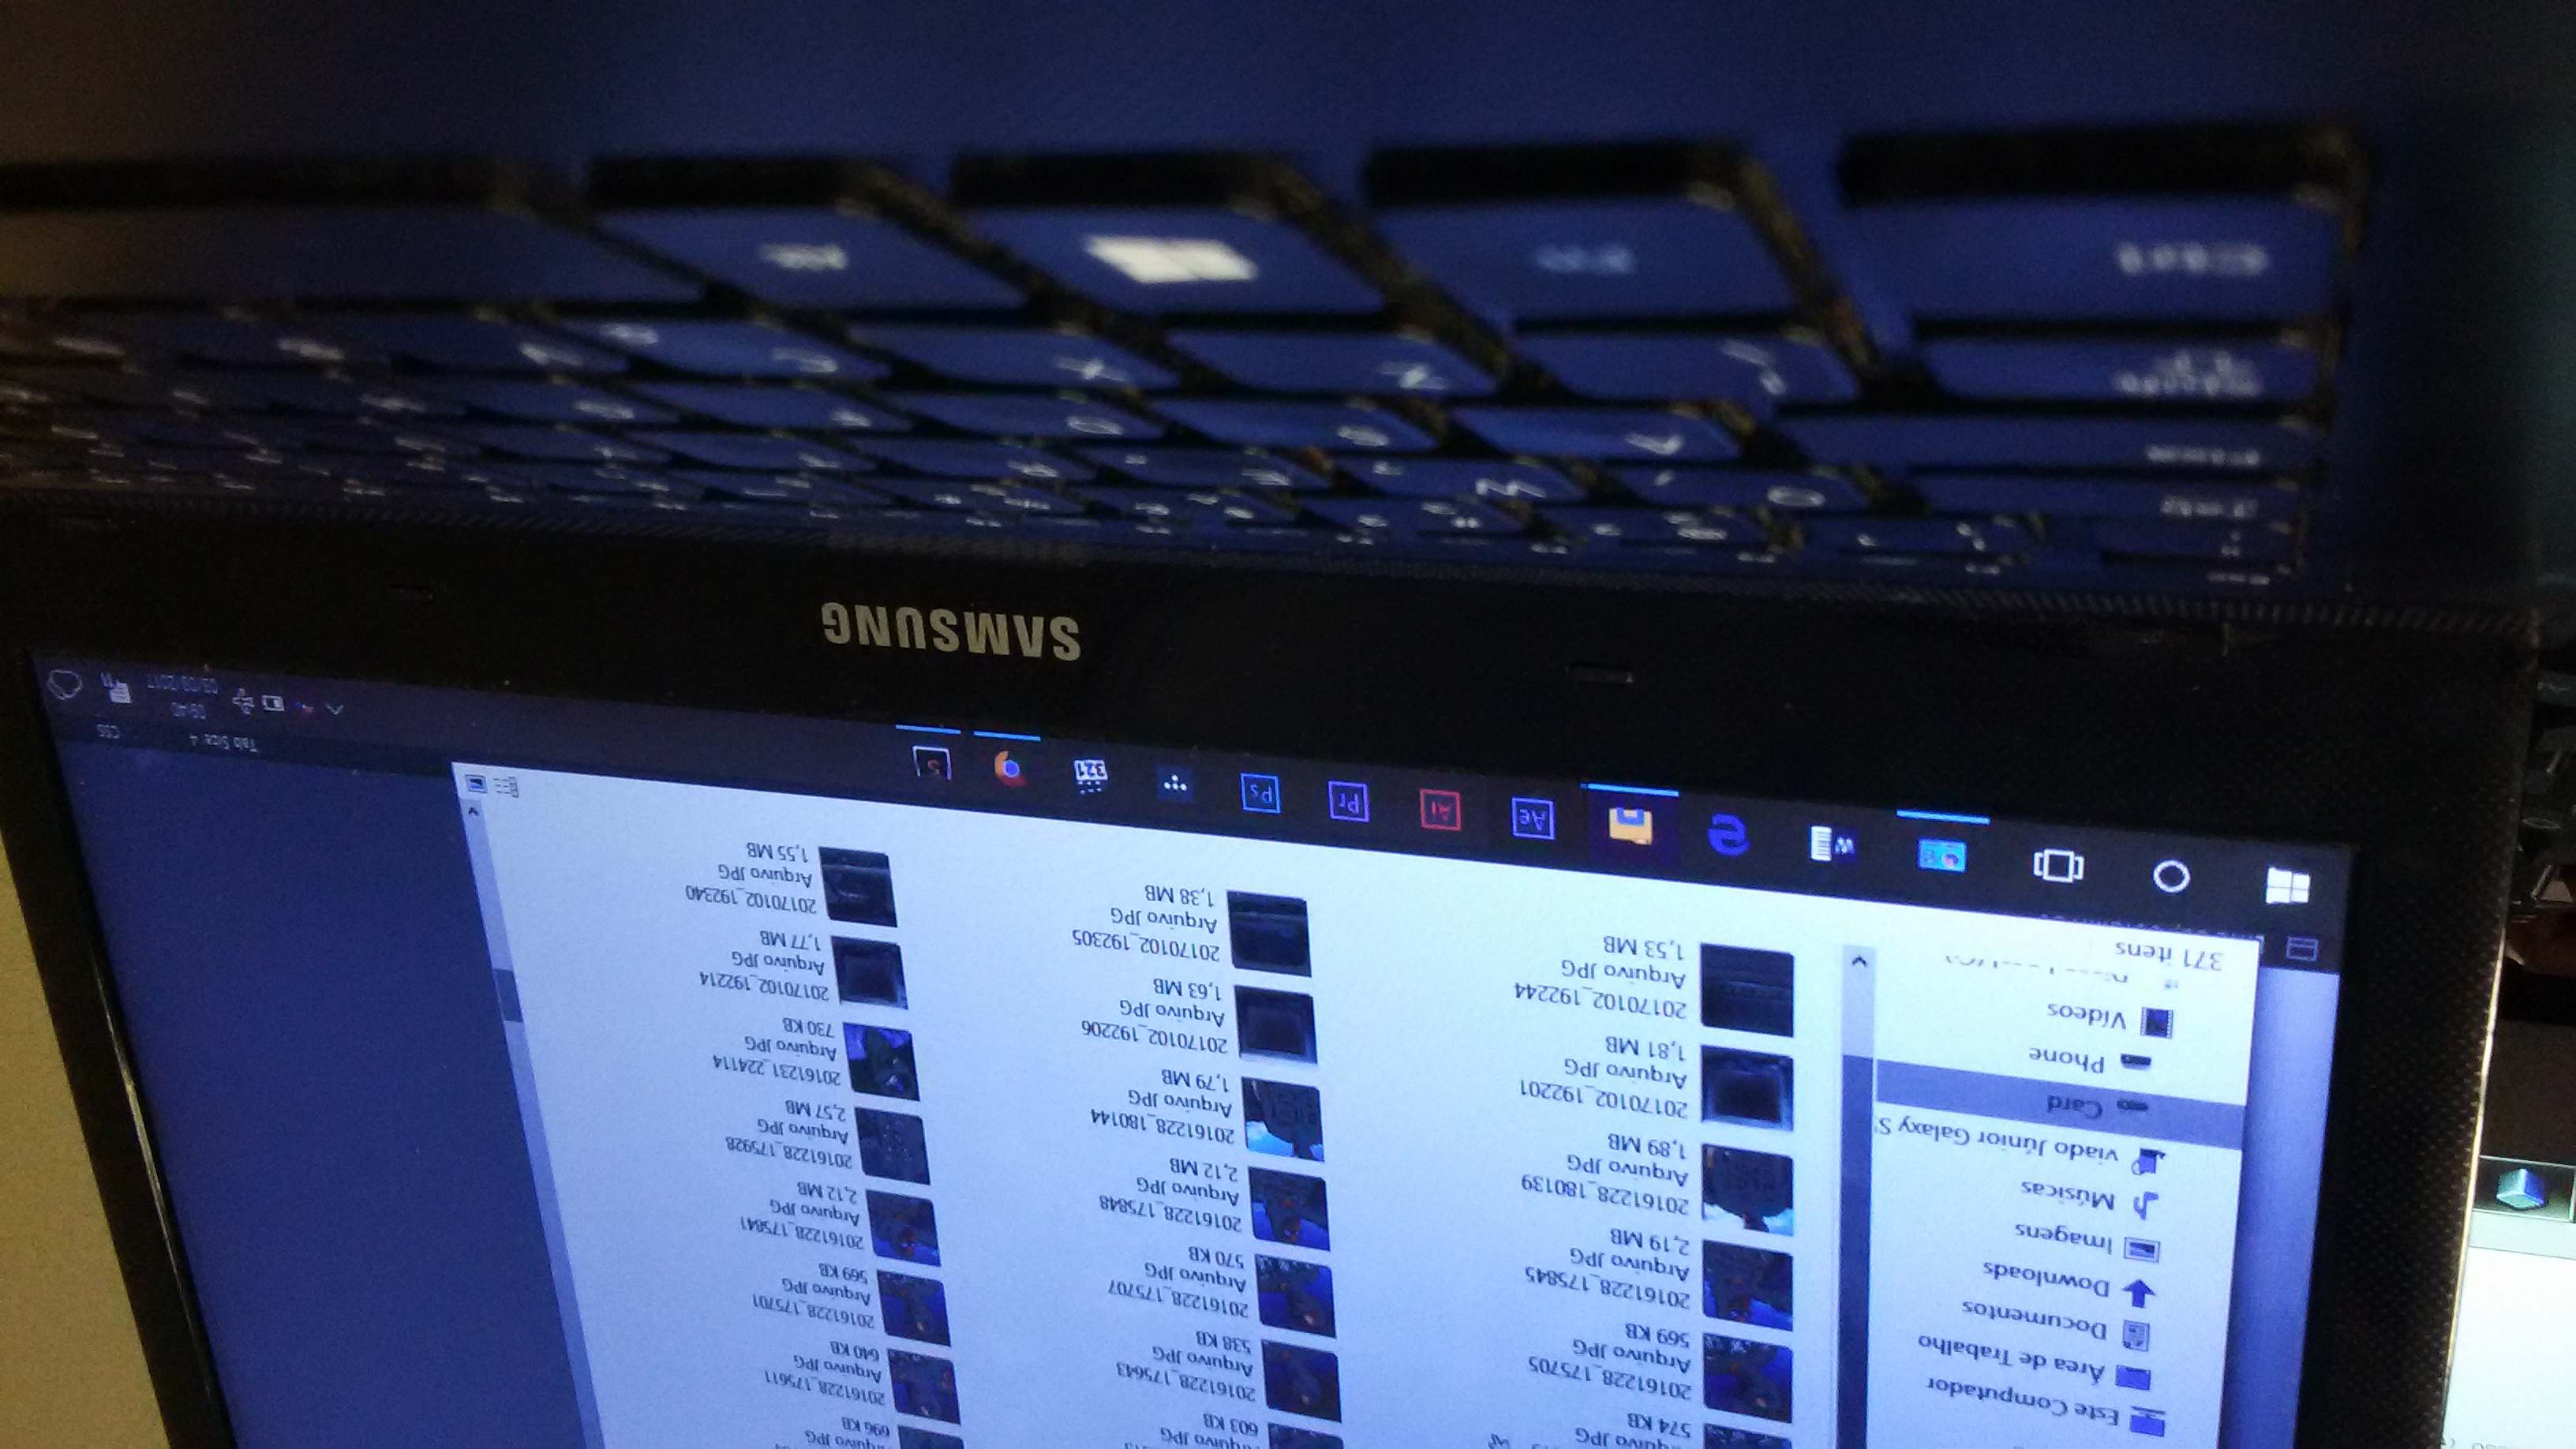 Este Computador
Área de Trabalho
Documentos
Downloads
Imagens
Músicas
viado Júnior Galaxy S
Card
Phone
Vídeos
371 itens
Arquivo JPG
574 KB
20161228_175705
Arquivo JPG
569 KB
20161228_175845
Arquivo JPG
2,19 MB
20161228_180139
Arquivo JPG
1,89 MB
20170102_192201
Arquivo JPG
1,81 MB
20170102_192244
Arquivo JPG
1,53 MB
Arquivo JPG
603 KB
20161228_175643
Arquivo JPG
538 KB
20161228_175707
Arquivo JPG
570 KB
20161228_175848
Arquivo JPG
2,12 MB
20161228_180144
Arquivo JPG
1,79 MB
20170102_192206
Arquivo JPG
1,63 MB
20170102_192305
Arquivo JPG
1,38 MB
Arquivo JPG
696 KB
20161228_175611
Arquivo JPG
640 KB
20161228_175701
Arquivo JPG
569 KB
20161228_175841
Arquivo JPG
2,12 MB
20161228_175928
Arquivo JPG
2,57 MB
20161231_224114
Arquivo JPG
730 KB
20170102_192214
Arquivo JPG
1,77 MB
20170102_192340
Arquivo JPG
1,55 MB
Tab Size: 4
CSS
W
Ae
Ai
Pr
Ps
321
5
09:40
03/03/2017
11
SAMSUNG